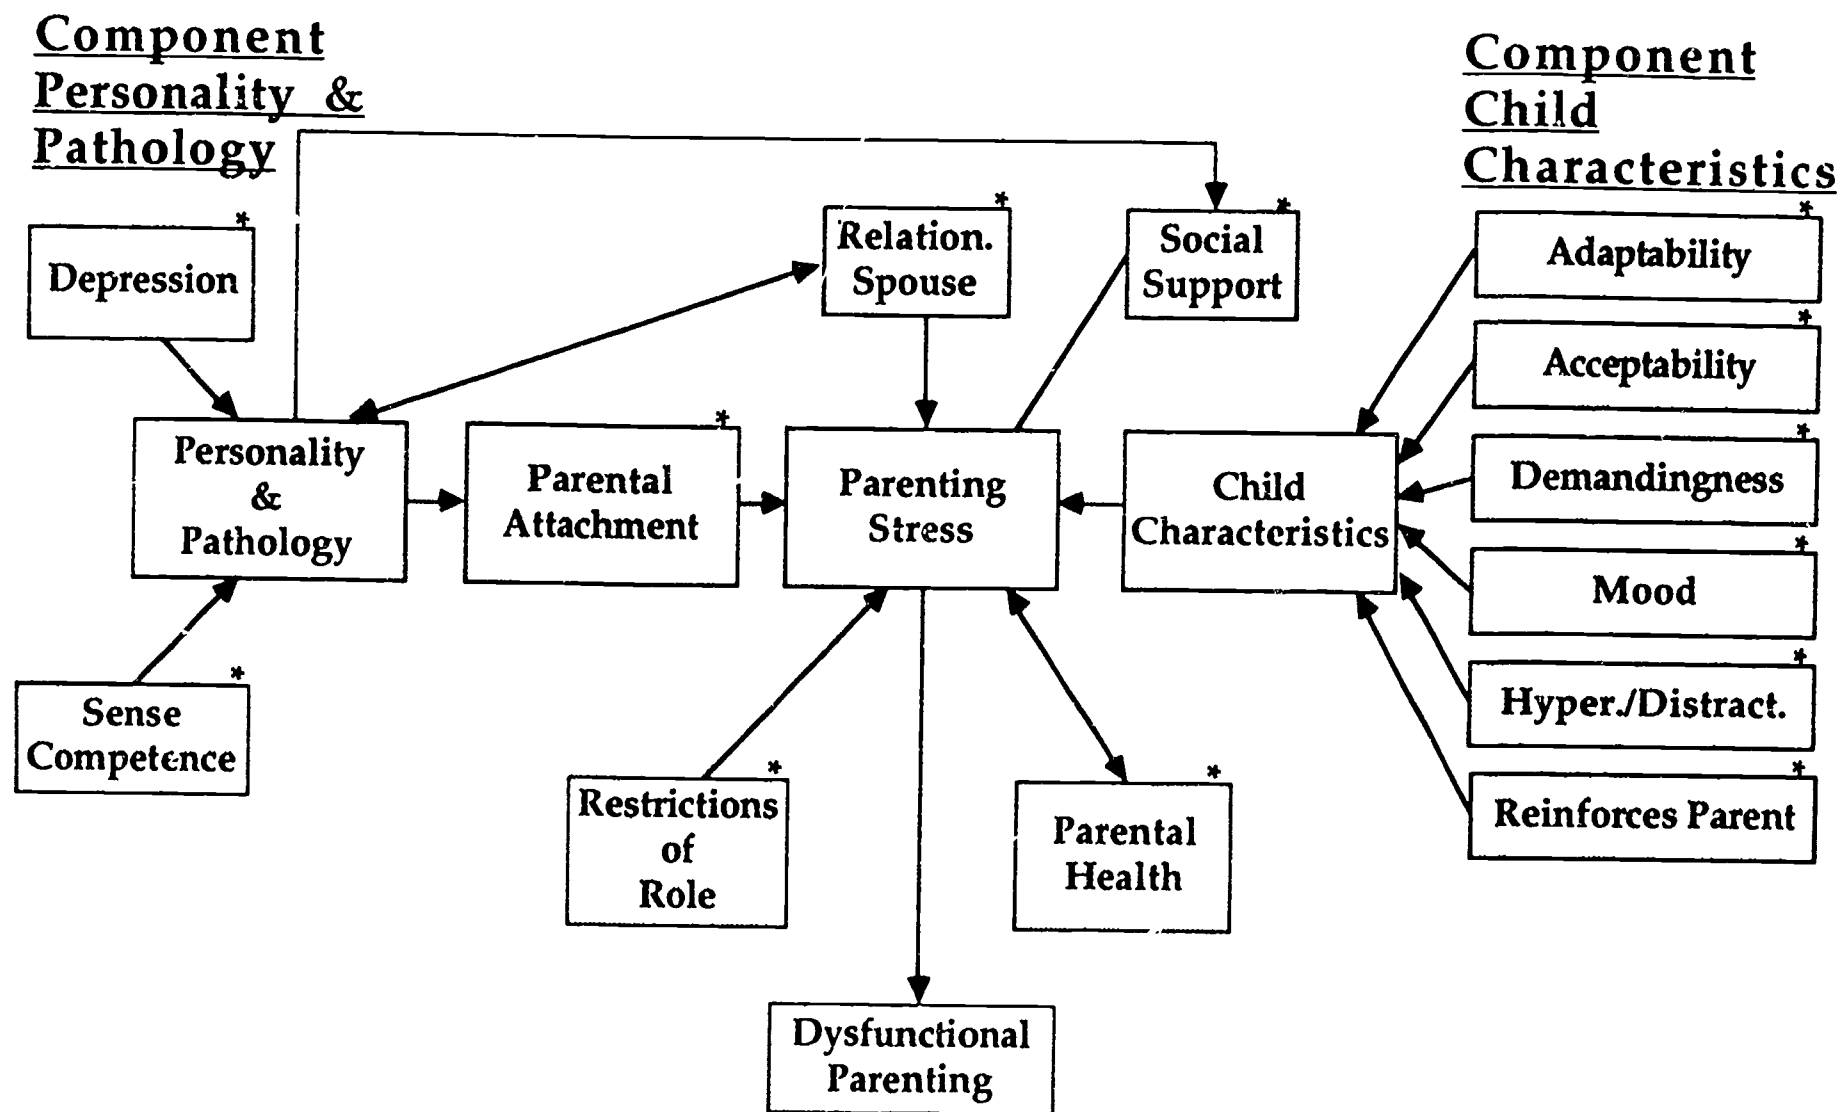 Component
Personality &
Pathology
Component
Child
Characteristics
*
Depression
*
Relation.
Spouse
*
Social
Support
*
Adaptability
*
Acceptability
Personality
&
Pathology
*
Parental
Attachment
Parenting
Stress
Child
Characteristics
*
Demandingness
*
Mood
*
Sense
Competence
*
Hyper./Distract.
*
Restrictions
of
Role
*
Parental
Health
*
Reinforces Parent
Dysfunctional
Parenting